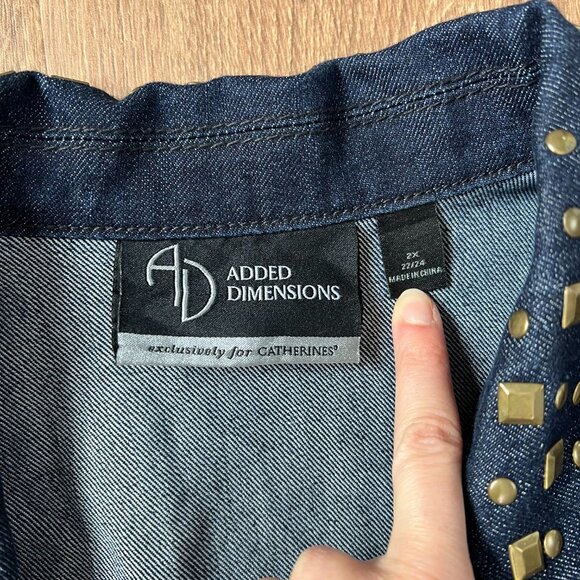 AD
ADDED
DIMENSIONS
exclusively for CATHERINES®
2X
22/24
MADE IN CHINA